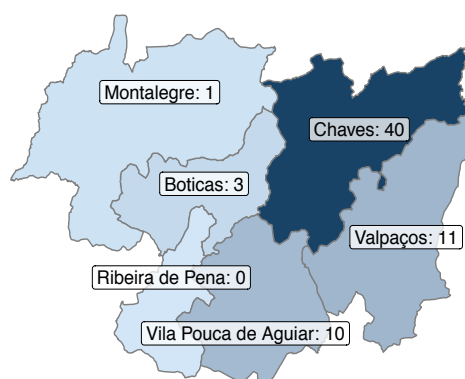 Montalegre: 1
Chaves: 40
Boticas: 3
Valpaços: 11
Ribeira de Pena: 0
Vila Pouca de Aguiar: 10